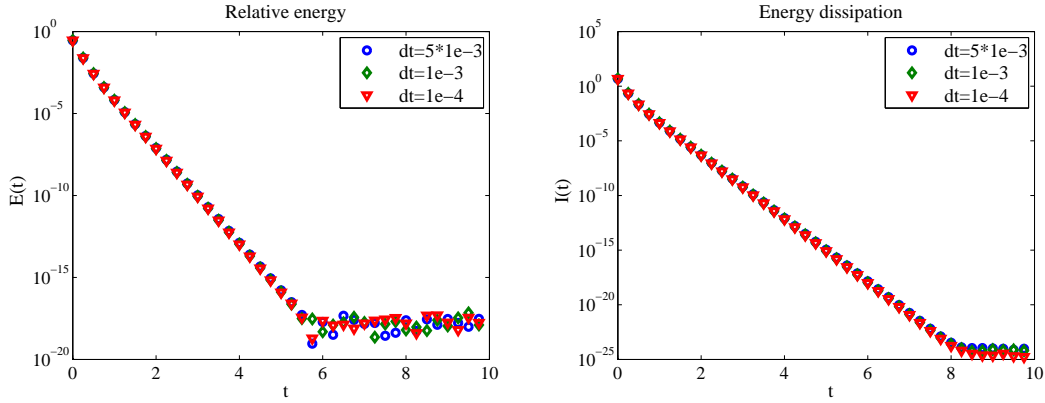 Relative energy
E(t)
10^0
10^−5
10^−10
10^−15
10^−20
0 2 4 6 8 10
t
dt=5*1e−3
dt=1e−3
dt=1e−4
Energy dissipation
I(t)
10^5
10^0
10^−5
10^−10
10^−15
10^−20
10^−25
0 2 4 6 8 10
t
dt=5*1e−3
dt=1e−3
dt=1e−4